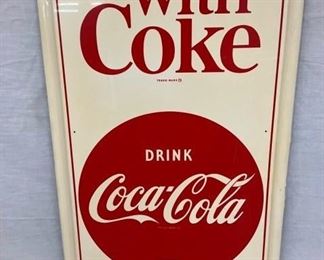 with
Coke
TRADE MARK ®
DRINK
Coca-Cola